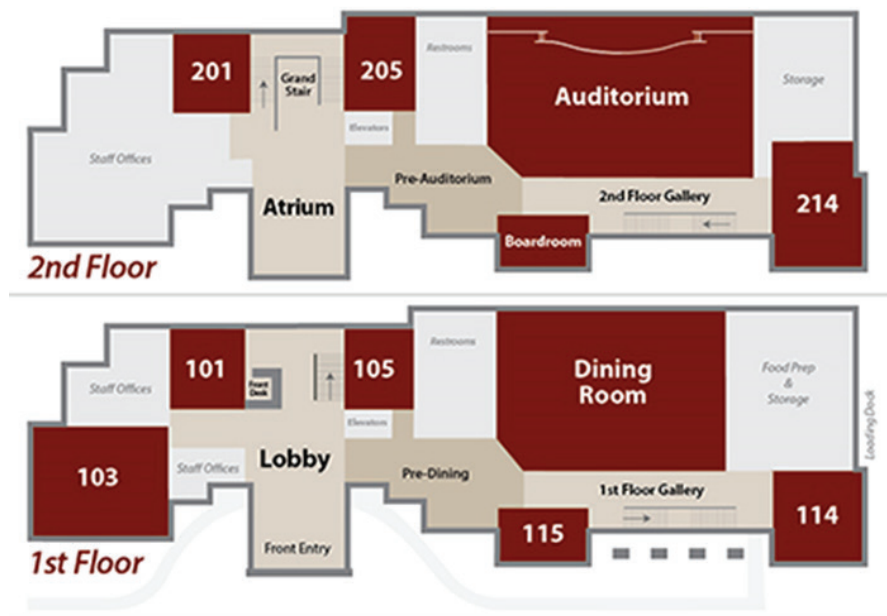 201
Grand
Stair
205
Restrooms
Auditorium
Storage
Elevators
Staff Offices
Pre-Auditorium
Atrium
2nd Floor Gallery
214
Boardroom
2nd Floor
101
Staff Offices
Front
Desk
105
Restrooms
Dining
Room
Food Prep
&
Storage
Loading Dock
Elevators
103
Staff Offices
Lobby
Pre-Dining
1st Floor Gallery
114
115
Front Entry
1st Floor